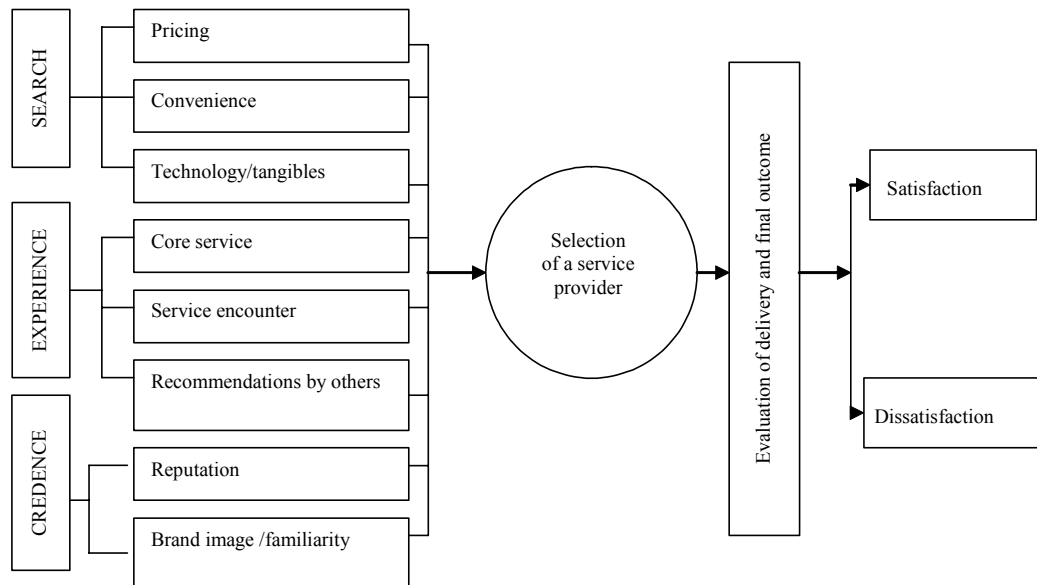 SEARCH
Pricing
Convenience
Technology/tangibles
EXPERIENCE
Core service
Service encounter
Recommendations by others
CREDENCE
Reputation
Brand image /familiarity
Selection
of a service
provider
Evaluation of delivery and final outcome
Satisfaction
Dissatisfaction